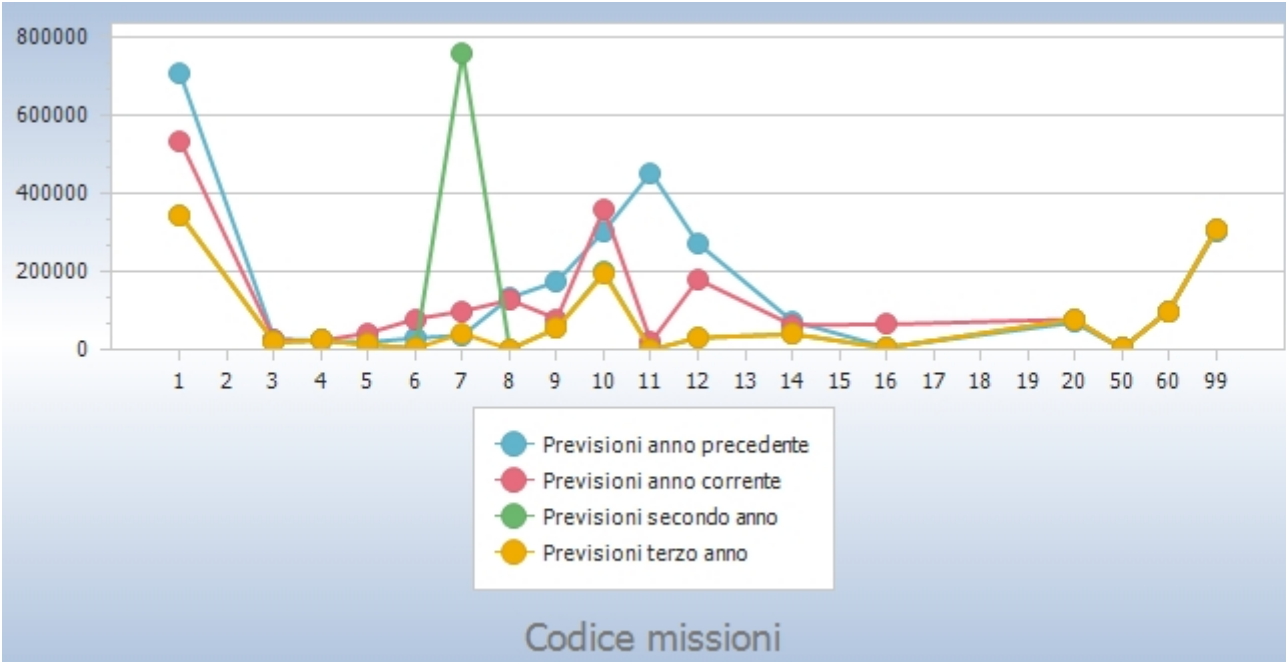 800000
600000
400000
200000
0
1 2 3 4 5 6 7 8 9 10 11 12 13 14 15 16 17 18 19 20 50 60 99
Previsioni anno precedente
Previsioni anno corrente
Previsioni secondo anno
Previsioni terzo anno
Codice missioni